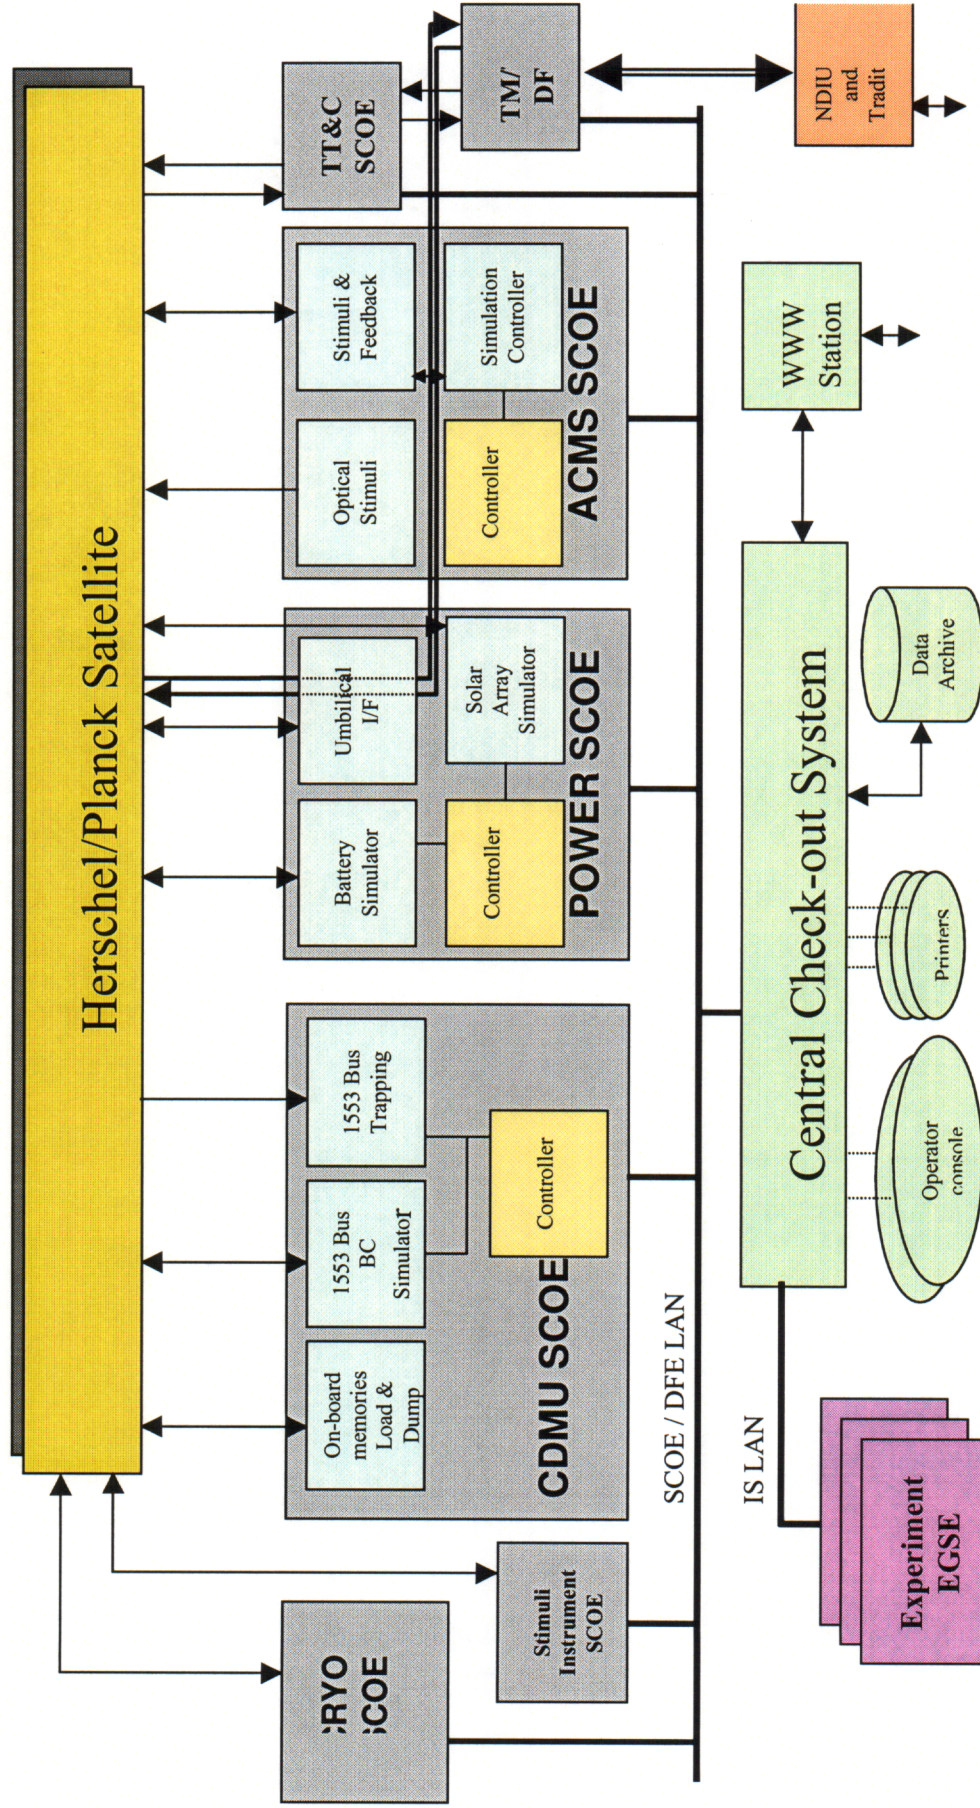 Herschel/Planck Satellite
On-board
memories
Load &
Dump
1553 Bus
BC
Simulator
1553 Bus
Trapping
Controller
CDMU SCOE
Battery
Simulator
Umbilical
I/F
Controller
Solar
Array
Simulator
POWER SCOE
Optical
Stimuli
Stimuli &
Feedback
Controller
Simulation
Controller
ACMS SCOE
TT&C
SCOE
TM/
DF
RYO
COE
Stimuli
Instrument
SCOE
SCOE / DFE LAN
IS LAN
Experiment
EGSE
Central Check-out System
Operator
console
Printers
Data
Archive
WWW
Station
NDIU
and
Tradit